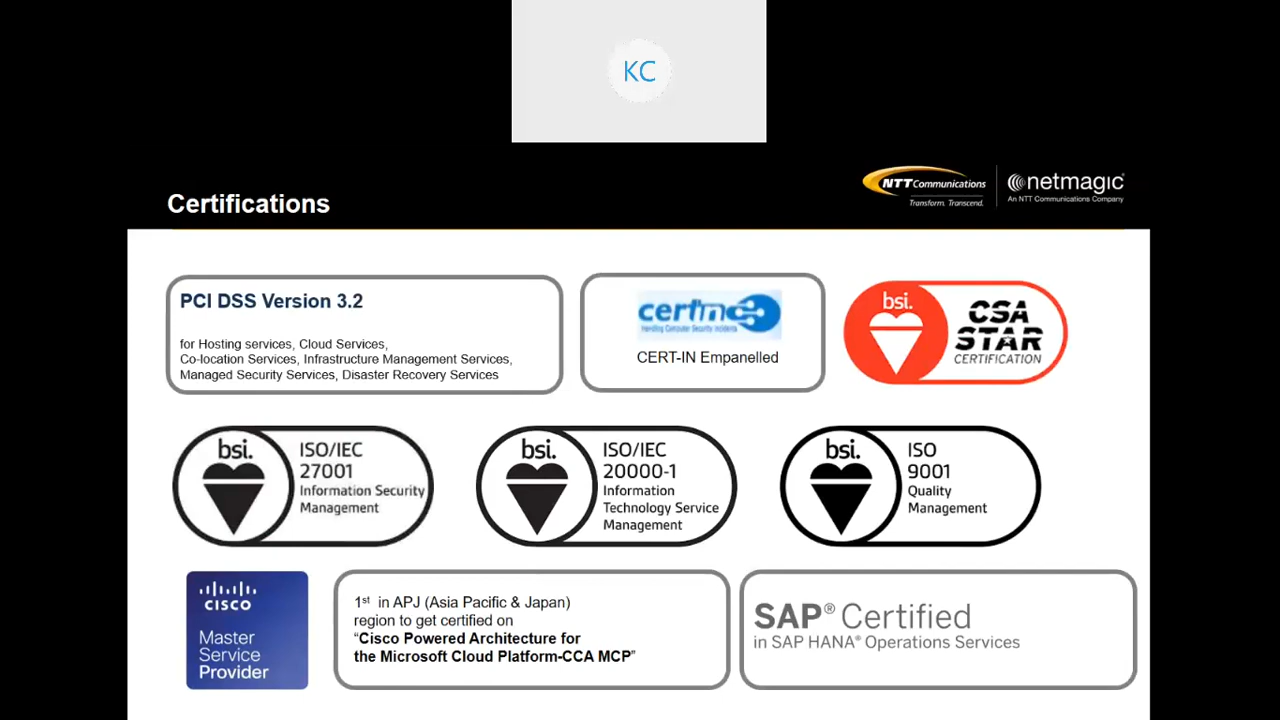 KC
Certifications
NTT Communications
Transform. Transcend.
netmagic
An NTT Communications Company
PCI DSS Version 3.2
for Hosting services, Cloud Services,
Co-location Services, Infrastructure Management Services,
Managed Security Services, Disaster Recovery Services
Handling Computer Security Incidents
CERT-IN Empanelled
bsi.
CSA
STAR
CERTIFICATION
bsi.
ISO/IEC
27001
Information Security
Management
bsi.
ISO/IEC
20000-1
Information
Technology Service
Management
bsi.
ISO
9001
Quality
Management
CISCO
Master
Service
Provider
1st in APJ (Asia Pacific & Japan)
region to get certified on
“Cisco Powered Architecture for
the Microsoft Cloud Platform-CCA MCP”
SAP® Certified
in SAP HANA® Operations Services